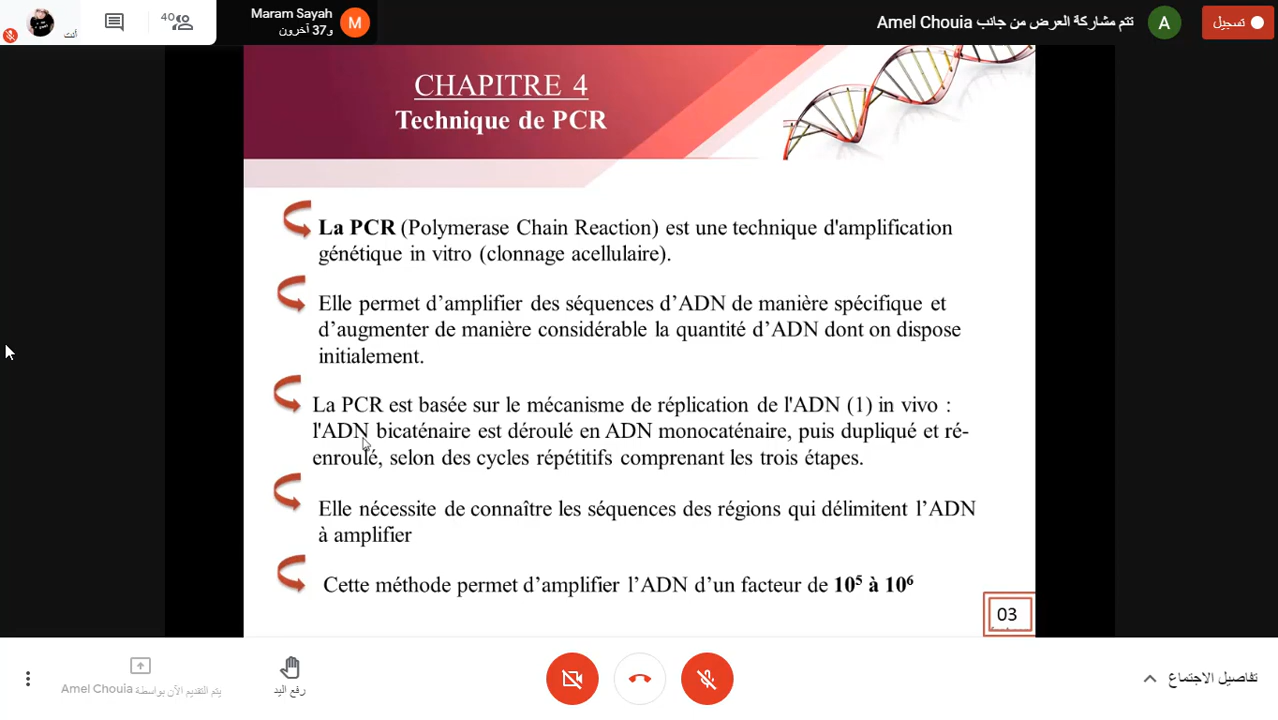 40
أنت
Maram Sayah
و37 آخرون
M
تتم مشاركة العرض من جانب Amel Chouia
A
تسجيل
CHAPITRE 4
Technique de PCR
La PCR (Polymerase Chain Reaction) est une technique d'amplification
génétique in vitro (clonnage acellulaire).
Elle permet d’amplifier des séquences d’ADN de manière spécifique et
d’augmenter de manière considérable la quantité d’ADN dont on dispose
initialement.
La PCR est basée sur le mécanisme de réplication de l'ADN (1) in vivo :
l'ADN bicaténaire est déroulé en ADN monocaténaire, puis dupliqué et ré-
enroulé, selon des cycles répétitifs comprenant les trois étapes.
Elle nécessite de connaître les séquences des régions qui délimitent l’ADN
à amplifier
Cette méthode permet d’amplifier l’ADN d’un facteur de 10⁵ à 10⁶
03
يتم التقديم الآن بواسطة Amel Chouia
رفع اليد
تفاصيل الاجتماع